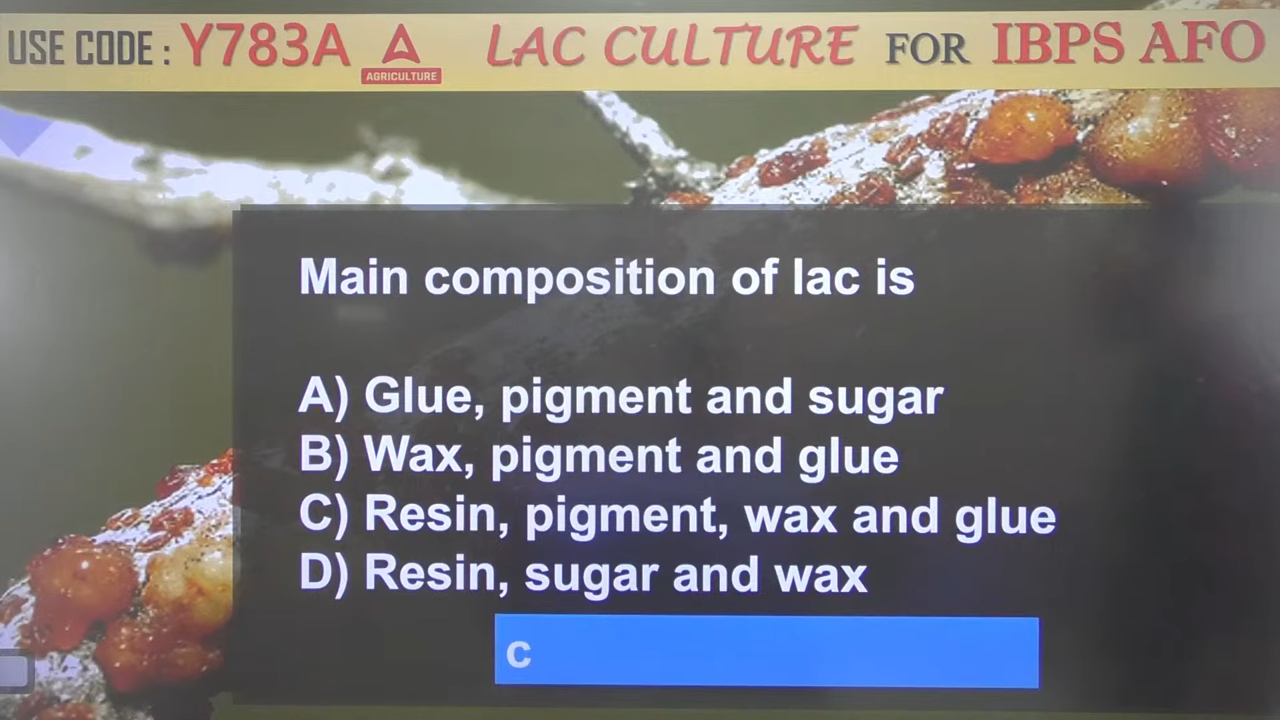 USE CODE : Y783A AGRICULTURE LAC CULTURE FOR IBPS AFO
Main composition of lac is
A) Glue, pigment and sugar
B) Wax, pigment and glue
C) Resin, pigment, wax and glue
D) Resin, sugar and wax
C